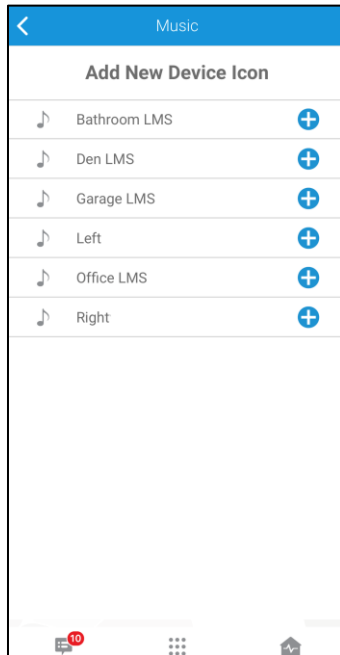 Music
Add New Device Icon
Bathroom LMS
Den LMS
Garage LMS
Left
Office LMS
Right
10